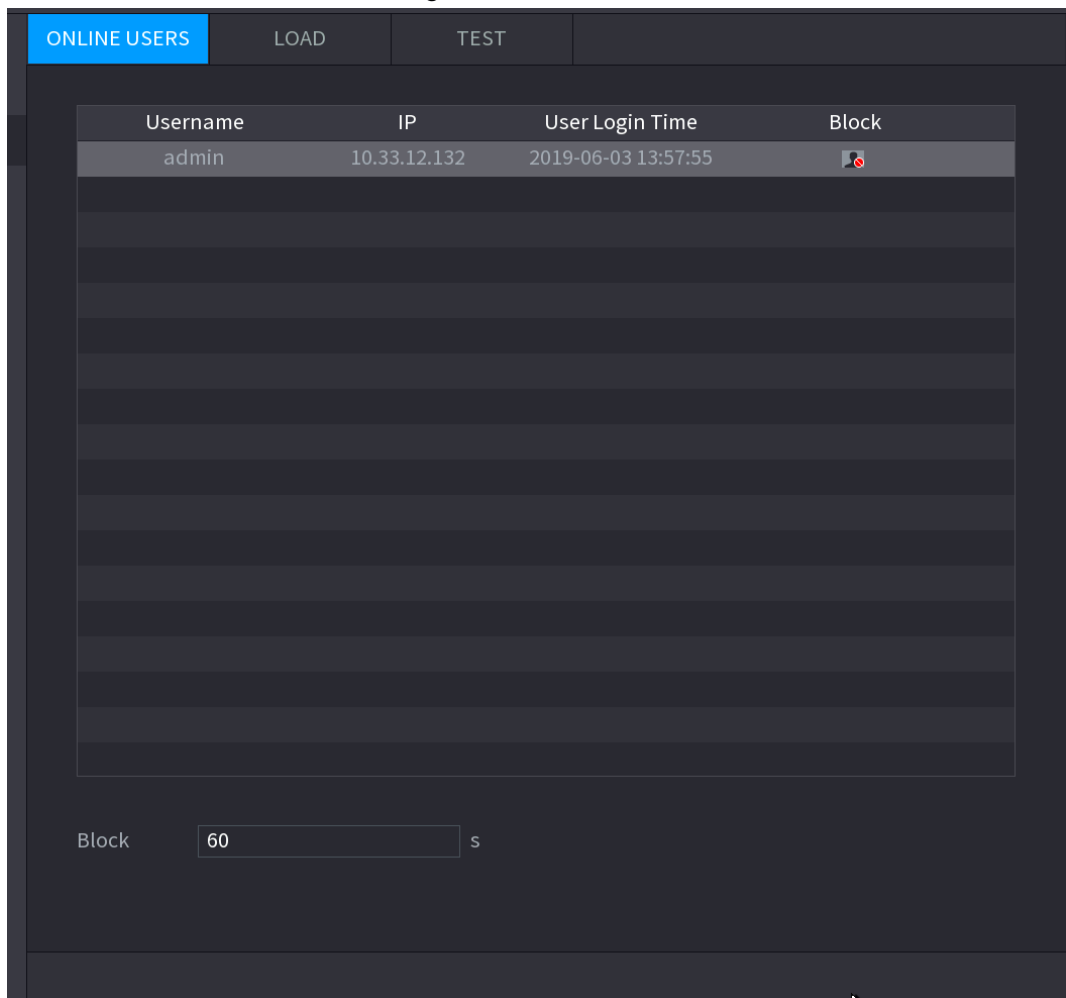 ONLINE USERS LOAD TEST
Username IP User Login Time Block
admin 10.33.12.132 2019-06-03 13:57:55
Block 60 s